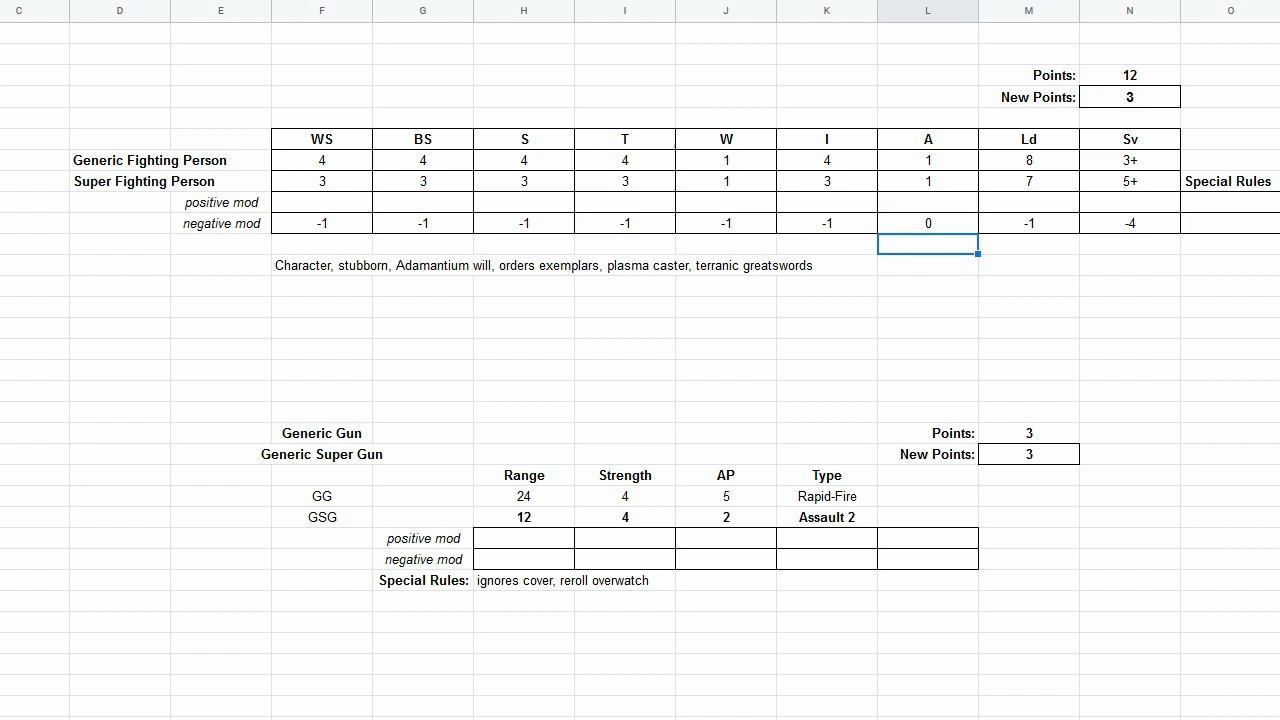 C D E F G H I J K L M N O
Points: 12
New Points: 3
WS BS S T W I A Ld Sv
Generic Fighting Person 4 4 4 4 1 4 1 8 3+
Super Fighting Person 3 3 3 3 1 3 1 7 5+ Special Rules
positive mod
negative mod -1 -1 -1 -1 -1 -1 0 -1 -4
Character, stubborn, Adamantium will, orders exemplars, plasma caster, terranic greatswords
Generic Gun Points: 3
Generic Super Gun New Points: 3
Range Strength AP Type
GG 24 4 5 Rapid-Fire
GSG 12 4 2 Assault 2
positive mod
negative mod
Special Rules: ignores cover, reroll overwatch